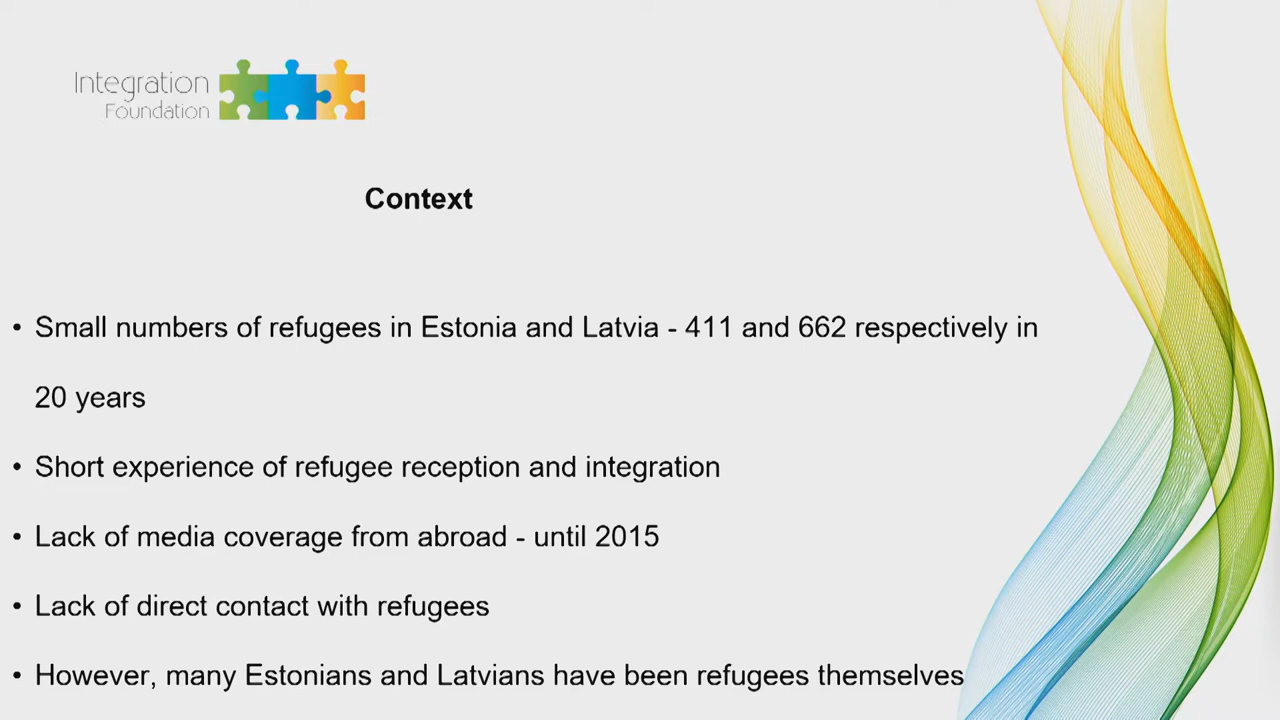 Integration
Foundation
Context
• Small numbers of refugees in Estonia and Latvia - 411 and 662 respectively in
20 years
• Short experience of refugee reception and integration
• Lack of media coverage from abroad - until 2015
• Lack of direct contact with refugees
• However, many Estonians and Latvians have been refugees themselves